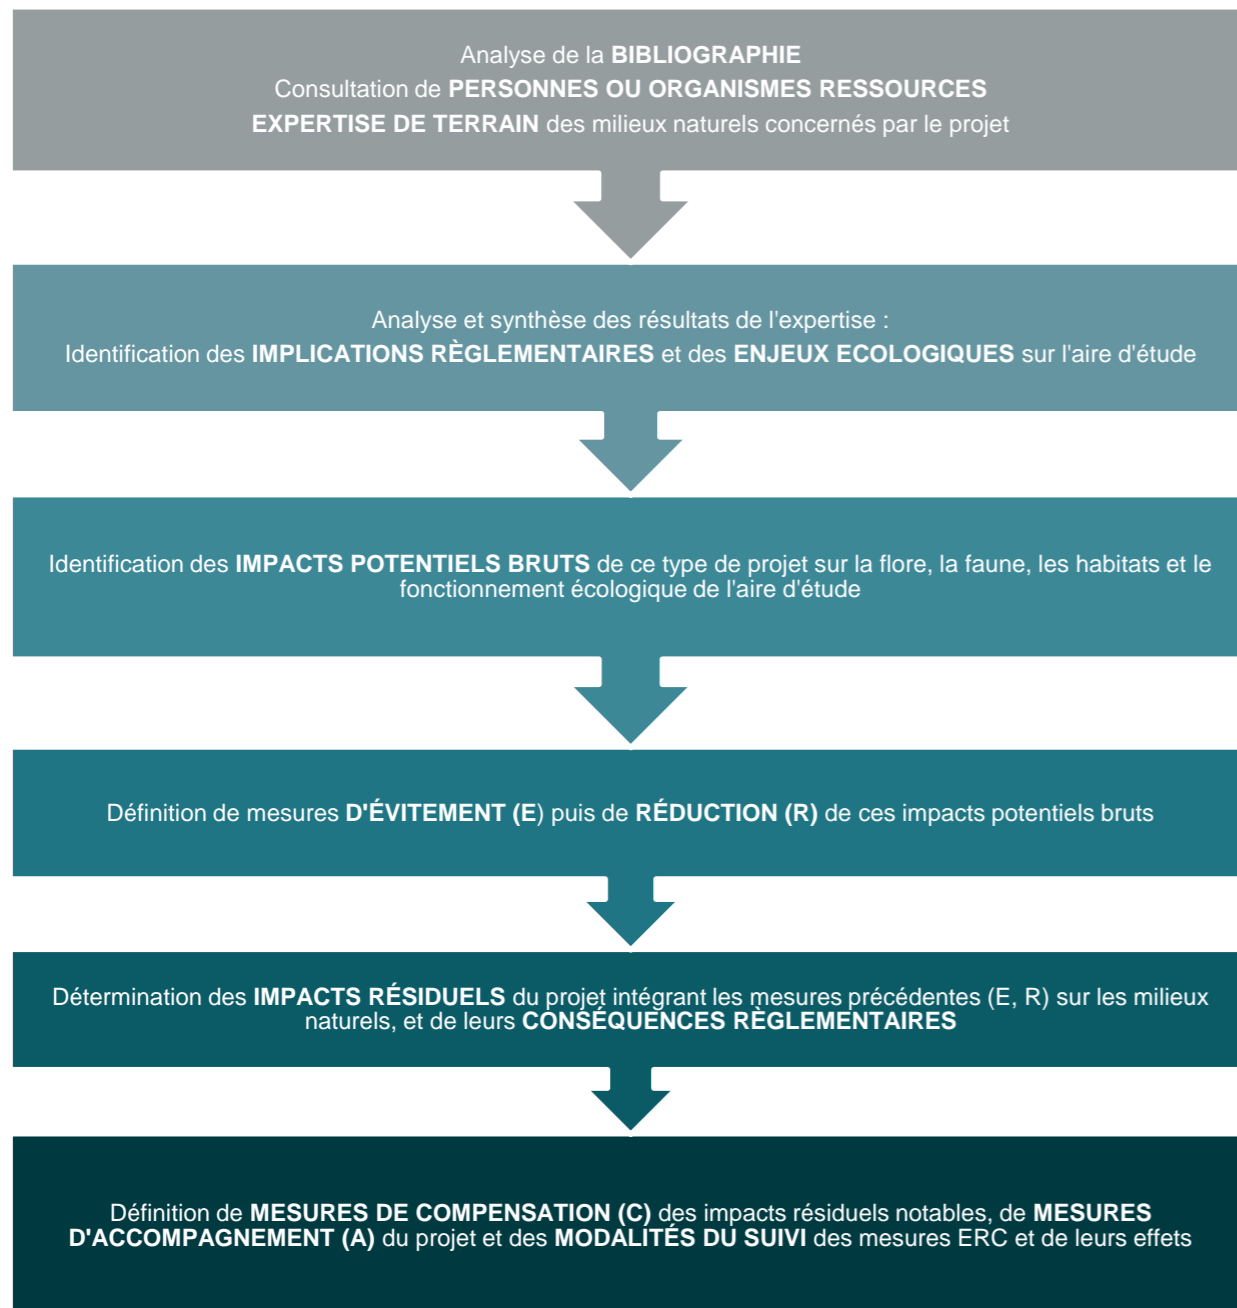 Analyse de la BIBLIOGRAPHIE
Consultation de PERSONNES OU ORGANISMES RESSOURCES
EXPERTISE DE TERRAIN des milieux naturels concernés par le projet
Analyse et synthèse des résultats de l'expertise :
Identification des IMPLICATIONS RÈGLEMENTAIRES et des ENJEUX ECOLOGIQUES sur l'aire d'étude
Identification des IMPACTS POTENTIELS BRUTS de ce type de projet sur la flore, la faune, les habitats et le
fonctionnement écologique de l'aire d'étude
Définition de mesures D'ÉVITEMENT (E) puis de RÉDUCTION (R) de ces impacts potentiels bruts
Détermination des IMPACTS RÉSIDUELS du projet intégrant les mesures précédentes (E, R) sur les milieux
naturels, et de leurs CONSÉQUENCES RÈGLEMENTAIRES
Définition de MESURES DE COMPENSATION (C) des impacts résiduels notables, de MESURES
D'ACCOMPAGNEMENT (A) du projet et des MODALITÉS DU SUIVI des mesures ERC et de leurs effets